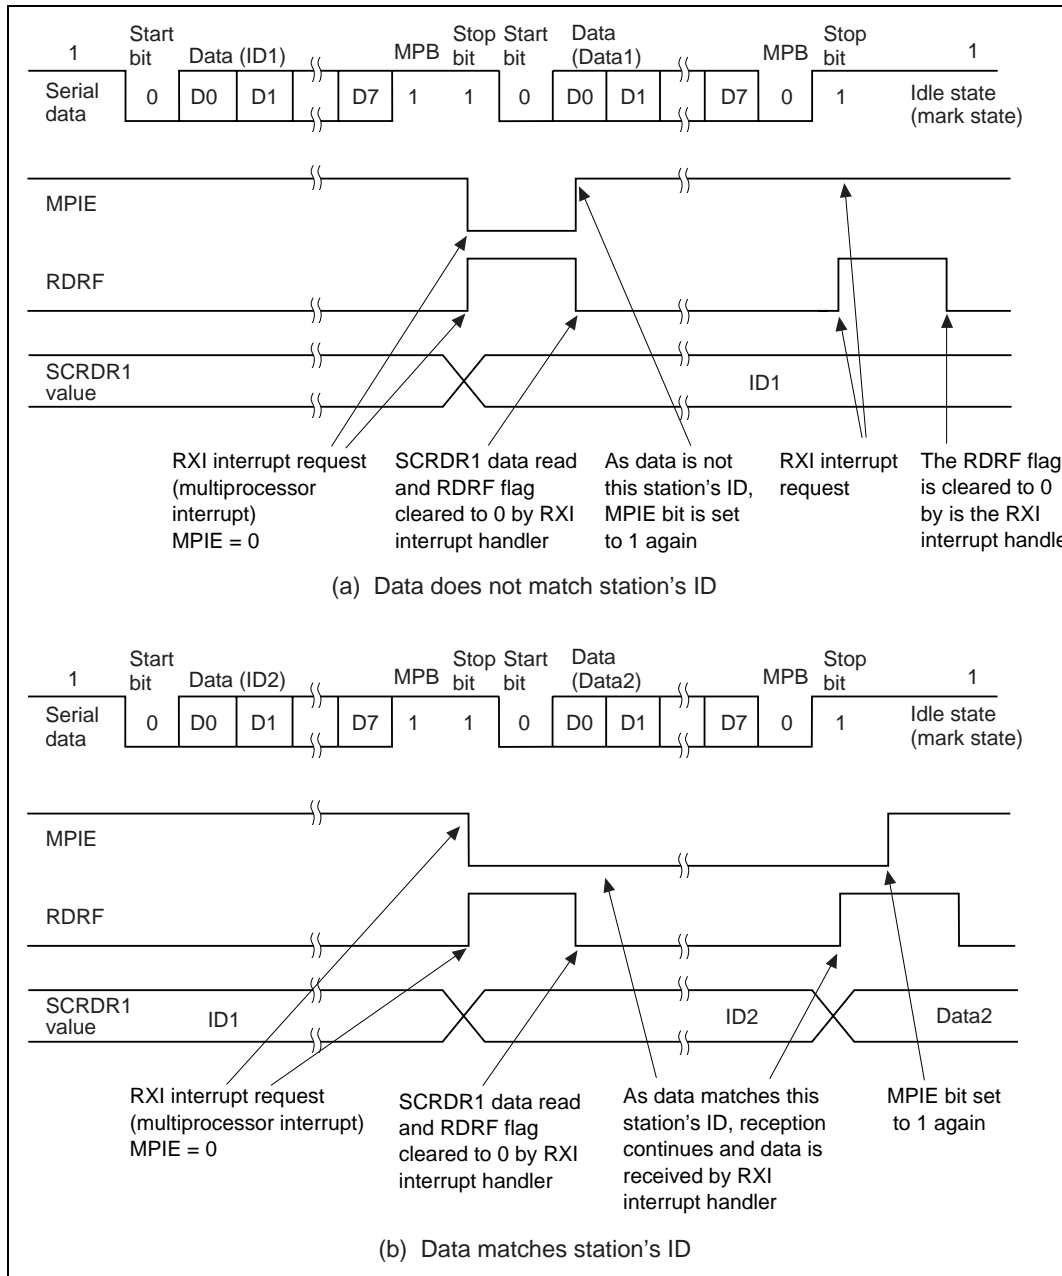 1 Start bit Data (ID1) MPB Stop bit Start bit Data (Data1) MPB Stop bit 1
Serial data 0 D0 D1 D7 1 1 0 D0 D1 D7 0 1 Idle state (mark state)
MPIE
RDRF
SCRDR1 value
ID1
RXI interrupt request
(multiprocessor
interrupt)
MPIE = 0
SCRDR1 data read
and RDRF flag
cleared to 0 by RXI
interrupt handler
As data is not
this station's ID,
MPIE bit is set
to 1 again
RXI interrupt
request
The RDRF flag
is cleared to 0
by is the RXI
interrupt handle
(a) Data does not match station's ID
1 Start bit Data (ID2) MPB Stop bit Start bit Data (Data2) MPB Stop bit 1
Serial data 0 D0 D1 D7 1 1 0 D0 D1 D7 0 1 Idle state (mark state)
MPIE
RDRF
SCRDR1 value
ID1 ID2 Data2
RXI interrupt request
(multiprocessor interrupt)
MPIE = 0
SCRDR1 data read
and RDRF flag
cleared to 0 by RXI
interrupt handler
As data matches this
station's ID, reception
continues and data is
received by RXI
interrupt handler
MPIE bit set
to 1 again
(b) Data matches station's ID